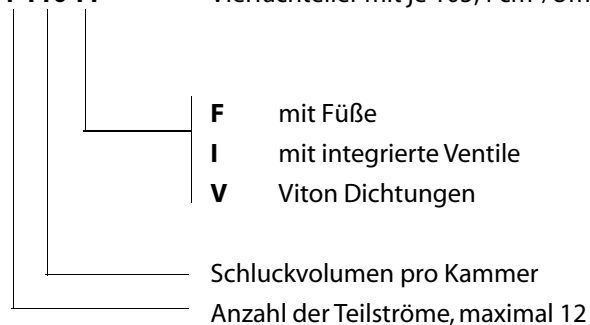 F mit Füße
I mit integrierte Ventile
V Viton Dichtungen
Schluckvolumen pro Kammer
Anzahl der Teilströme, maximal 12